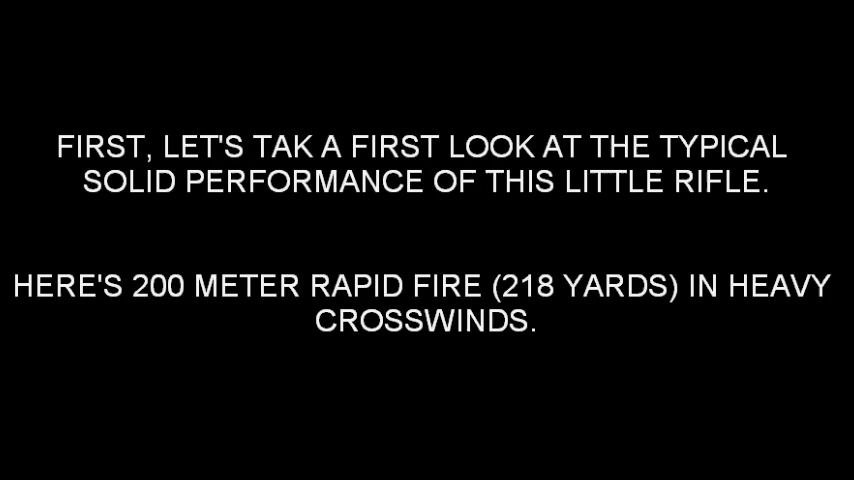 FIRST, LET'S TAK A FIRST LOOK AT THE TYPICAL
SOLID PERFORMANCE OF THIS LITTLE RIFLE.
HERE'S 200 METER RAPID FIRE (218 YARDS) IN HEAVY
CROSSWINDS.